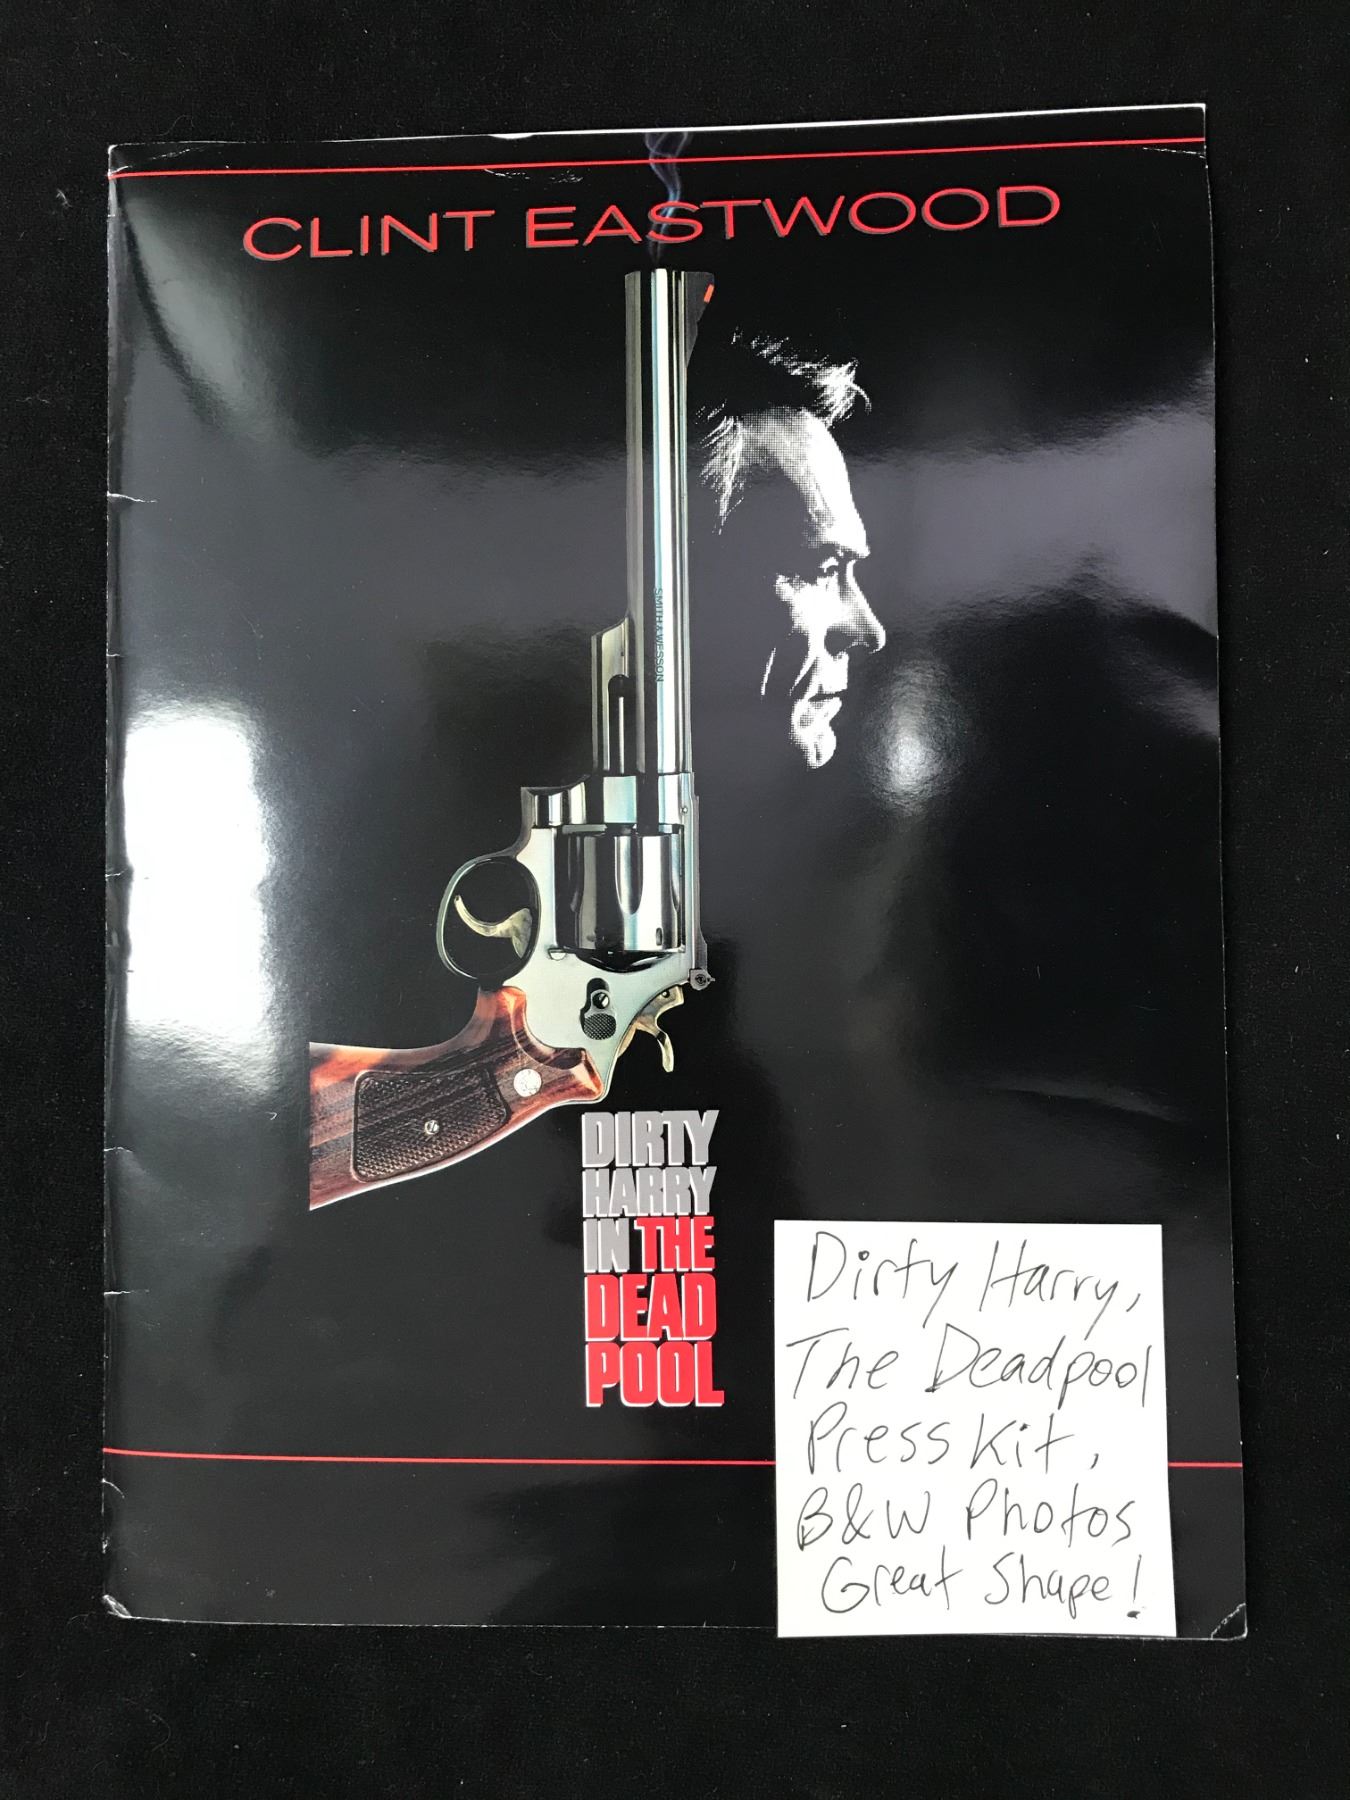 CLINT EASTWOOD
SMITH & WESSON
DIRTY
HARRY
IN THE
DEAD
POOL
Dirty Harry,
The Deadpool
Press Kit,
B&W Photos
Great Shape!